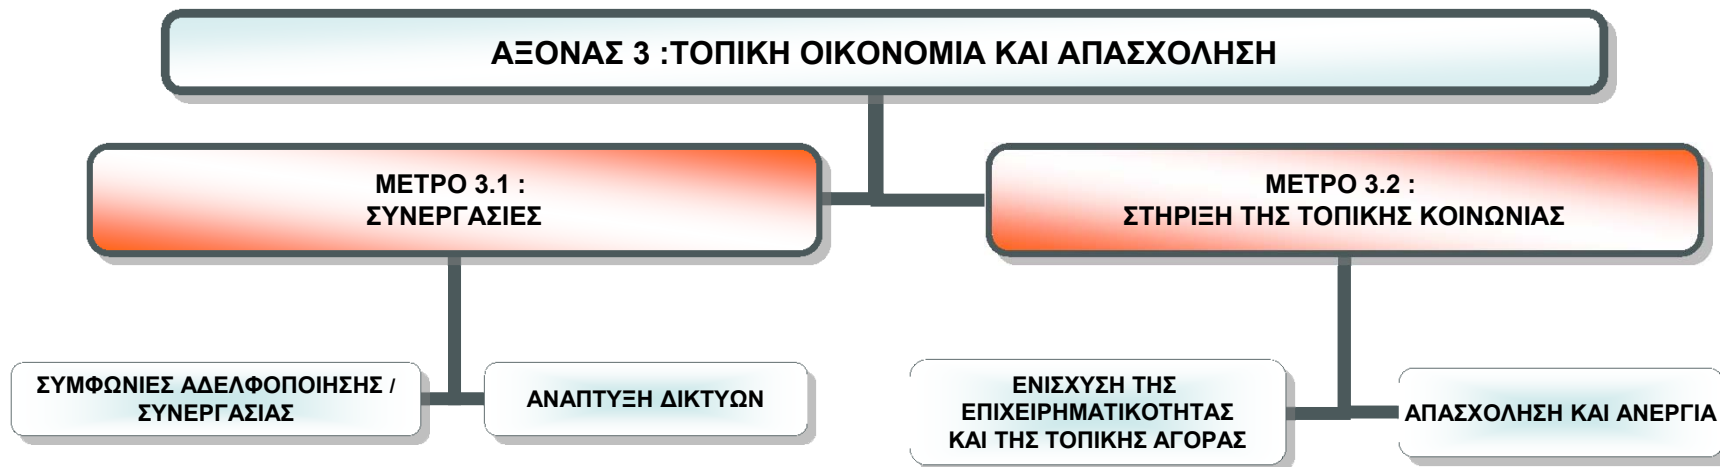 ΑΞΟΝΑΣ 3 :ΤΟΠΙΚΗ ΟΙΚΟΝΟΜΙΑ ΚΑΙ ΑΠΑΣΧΟΛΗΣΗ
ΜΕΤΡΟ 3.1 :
ΣΥΝΕΡΓΑΣΙΕΣ
ΜΕΤΡΟ 3.2 :
ΣΤΗΡΙΞΗ ΤΗΣ ΤΟΠΙΚΗΣ ΚΟΙΝΩΝΙΑΣ
ΣΥΜΦΩΝΙΕΣ ΑΔΕΛΦΟΠΟΙΗΣΗΣ /
ΣΥΝΕΡΓΑΣΙΑΣ
ΑΝΑΠΤΥΞΗ ΔΙΚΤΥΩΝ
ΕΝΙΣΧΥΣΗ ΤΗΣ
ΕΠΙΧΕΙΡΗΜΑΤΙΚΟΤΗΤΑΣ
ΚΑΙ ΤΗΣ ΤΟΠΙΚΗΣ ΑΓΟΡΑΣ
ΑΠΑΣΧΟΛΗΣΗ ΚΑΙ ΑΝΕΡΓΙΑ